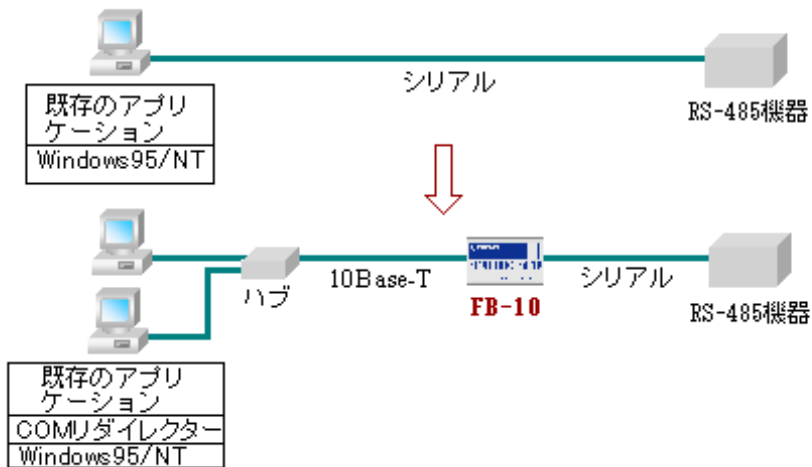 シリアル
既存のアプリ
ケーション
Windows95/NT
RS-485機器
10Base-T
シリアル
ハブ
FB-10
RS-485機器
既存のアプリ
ケーション
COMリダイレクター
Windows95/NT